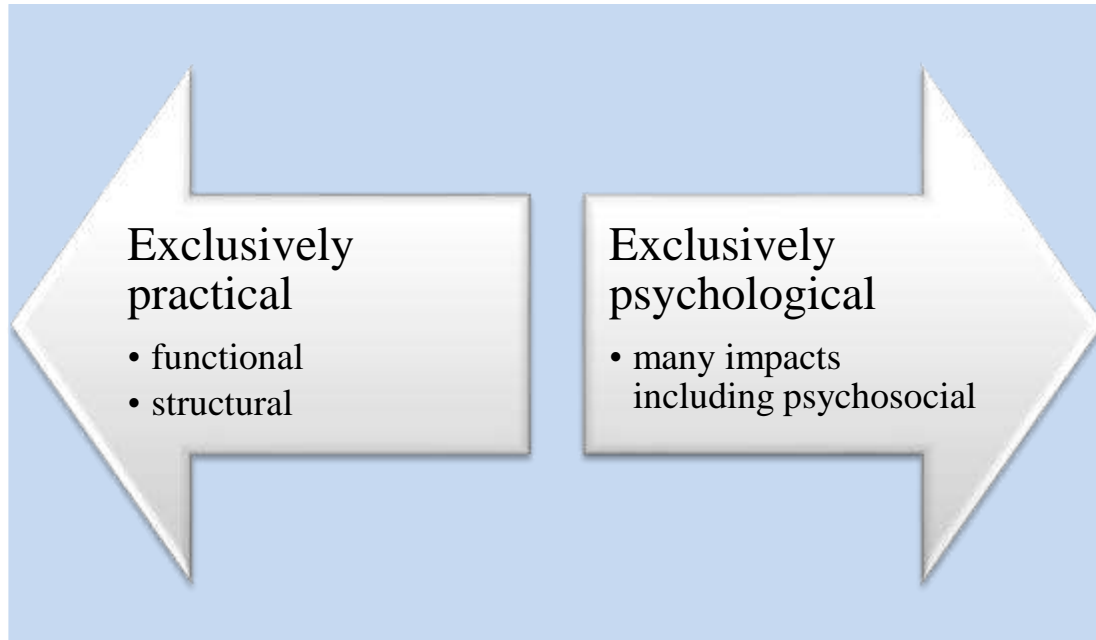 Exclusively
practical
• functional
• structural
Exclusively
psychological
• many impacts
including psychosocial